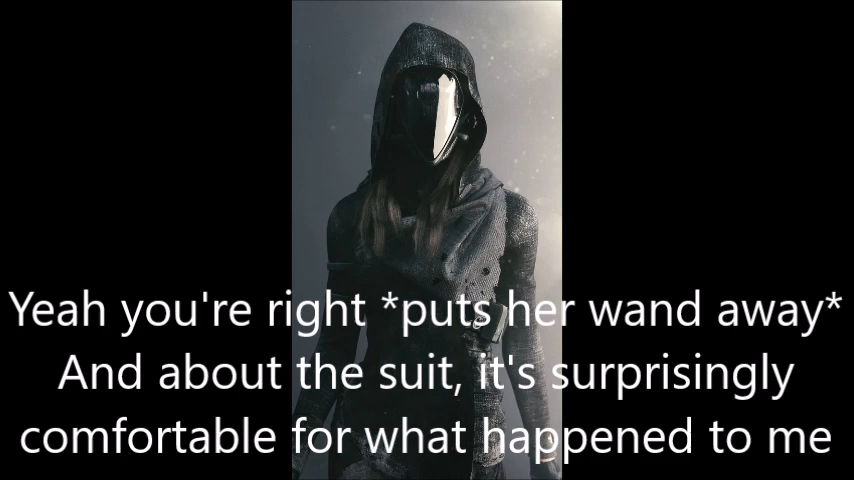 Yeah you're right *puts her wand away*
And about the suit, it's surprisingly
comfortable for what happened to me